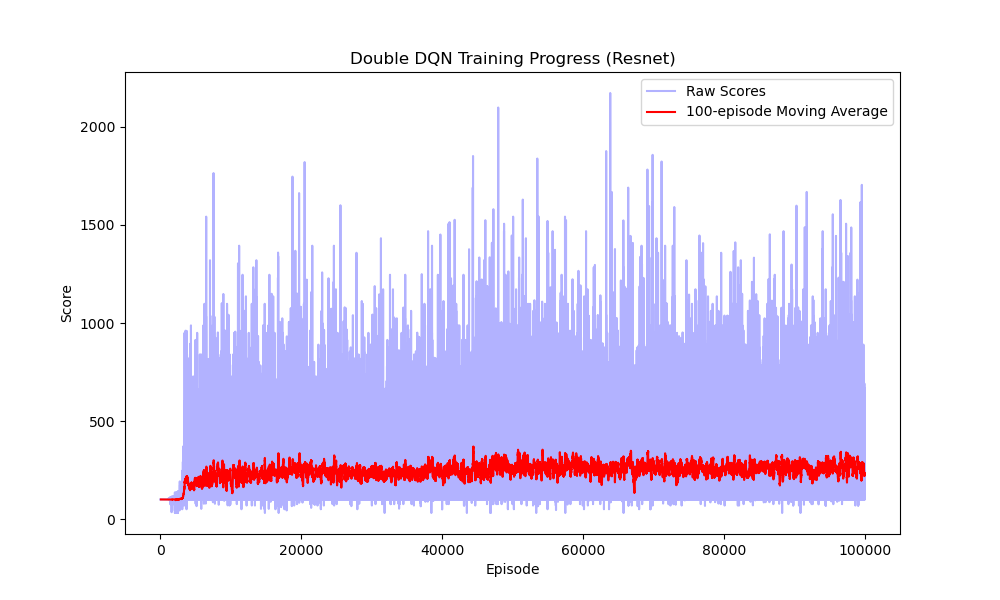 Double DQN Training Progress (Resnet)
Raw Scores
100-episode Moving Average
2000
1500
1000
500
0
Score
0 20000 40000 60000 80000 100000
Episode